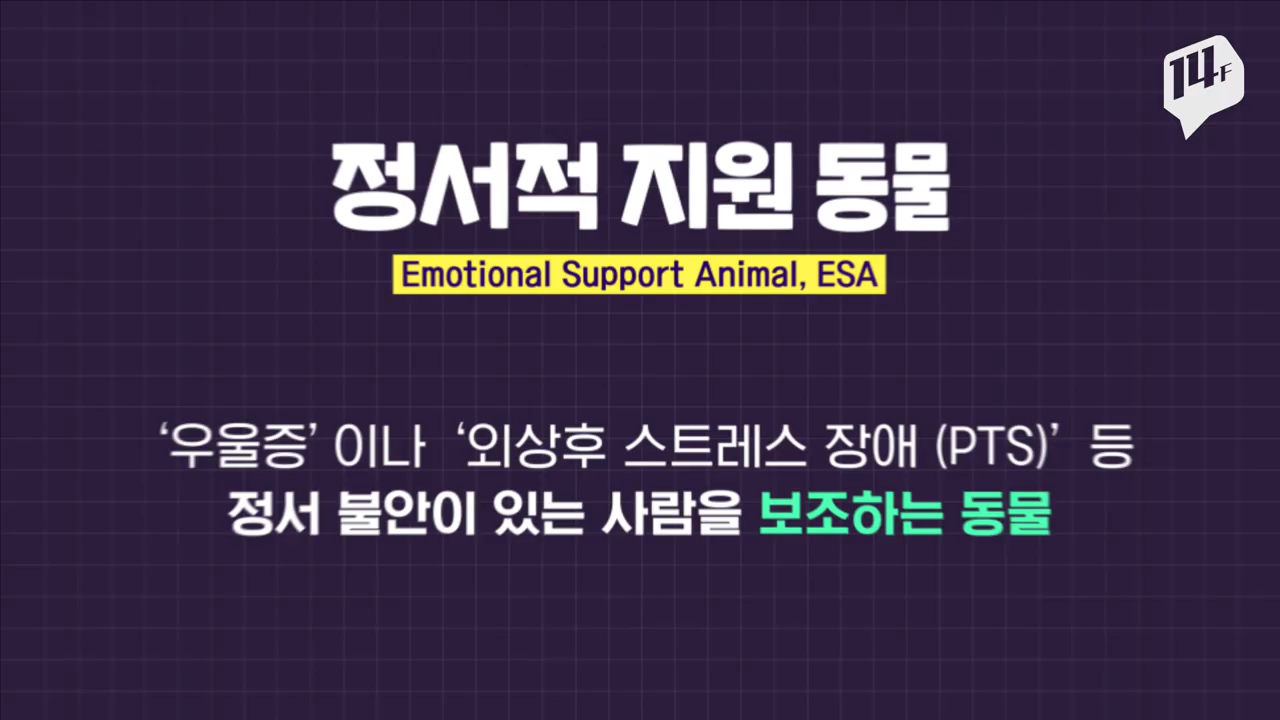 14F
정서적 지원 동물
Emotional Support Animal, ESA
‘우울증’ 이나 ‘외상후 스트레스 장애 (PTS)’ 등
정서 불안이 있는 사람을 보조하는 동물